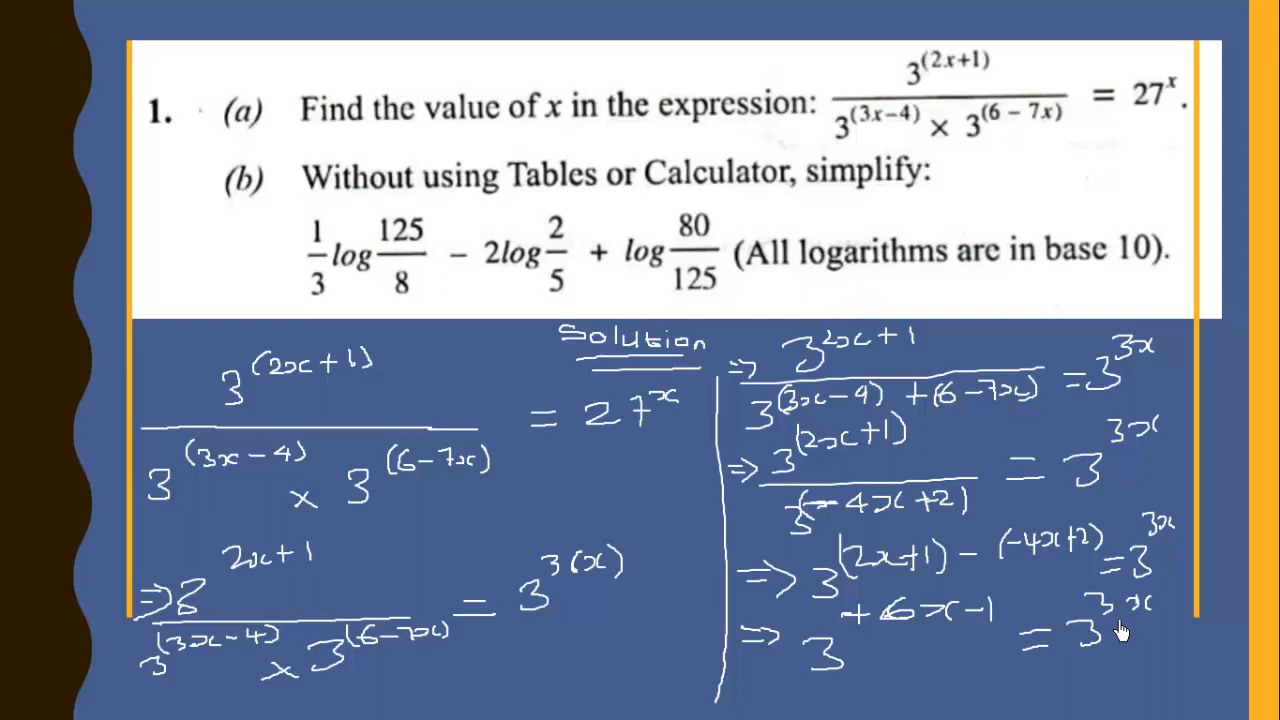 1. (a) Find the value of x in the expression: 3^(2x+1) / 3^(3x−4) × 3^(6 − 7x) = 27^x.
(b) Without using Tables or Calculator, simplify:
1/3 log 125/8 − 2log 2/5 + log 80/125 (All logarithms are in base 10).
Solution
3^(2x+1) / 3^(3x−4) × 3^(6−7x) = 27^x
⇒ 3^2x+1 / 3^(3x−4) × 3^(6−7x) = 3^3(x)
⇒ 3^2x+1 / 3^(3x−4) +(6−7x) = 3^3x
⇒ 3^(2x+1) / 3^(−4x+2) = 3^3x
⇒ 3^(2x+1) − (−4x+2) = 3^3x
⇒ 3^+6x−1 = 3^3x